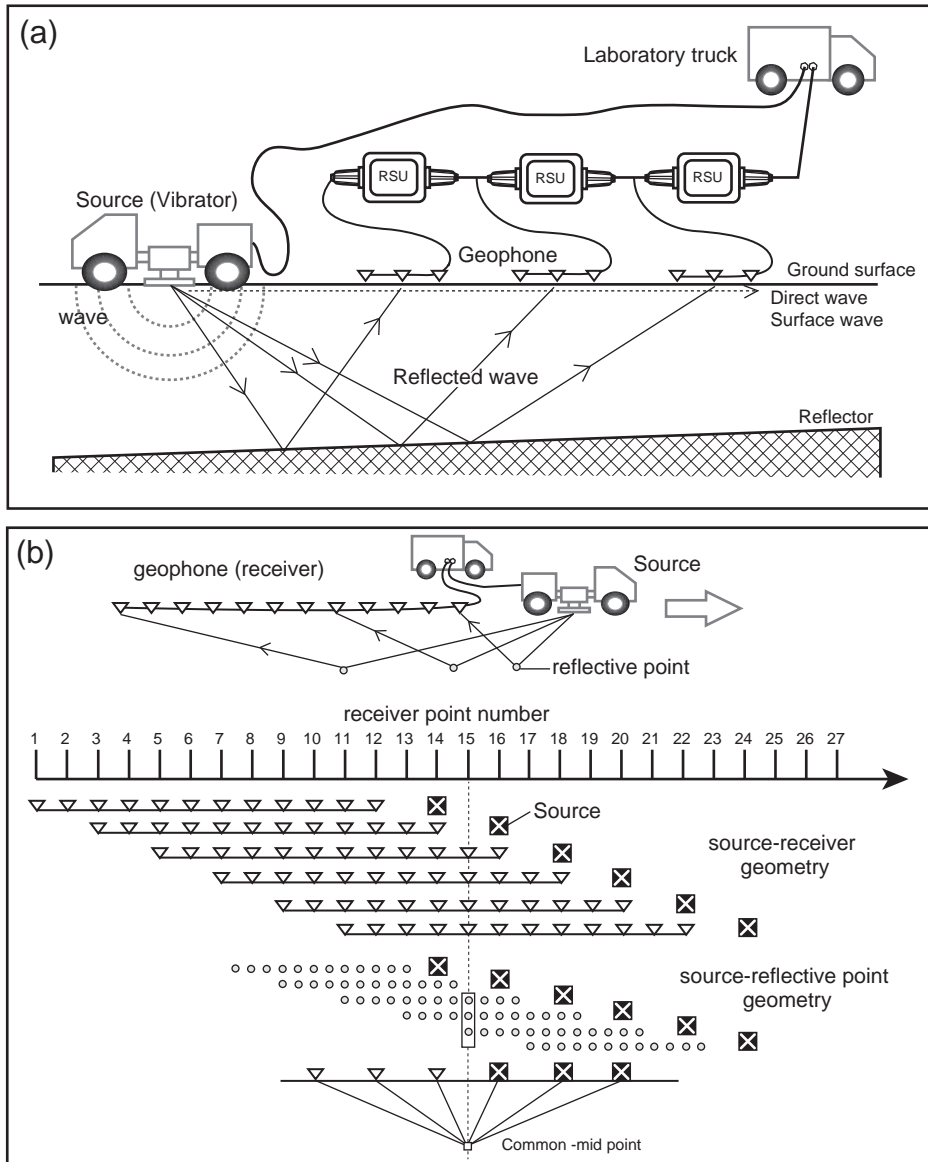 (a)
Laboratory truck
RSU RSU RSU
Source (Vibrator)
Geophone
Ground surface
Direct wave
Surface wave
wave
Reflected wave
Reflector
(b)
geophone (receiver)
Source
reflective point
receiver point number
1 2 3 4 5 6 7 8 9 10 11 12 13 14 15 16 17 18 19 20 21 22 23 24 25 26 27
Source
source-receiver
geometry
source-reflective point
geometry
Common -mid point